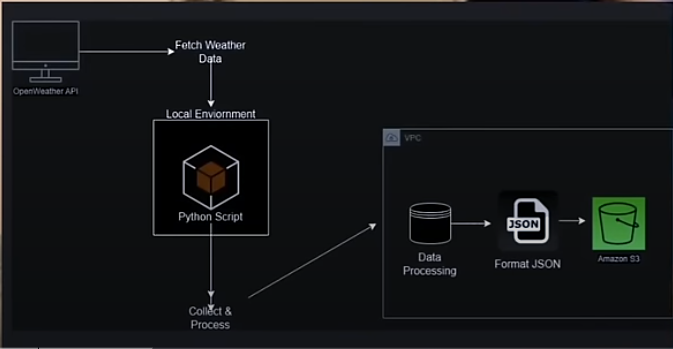 OpenWeather API
Fetch Weather
Data
Local Enviornment
Python Script
Collect &
Process
VPC
Data
Processing
JSON
Format JSON
Amazon S3